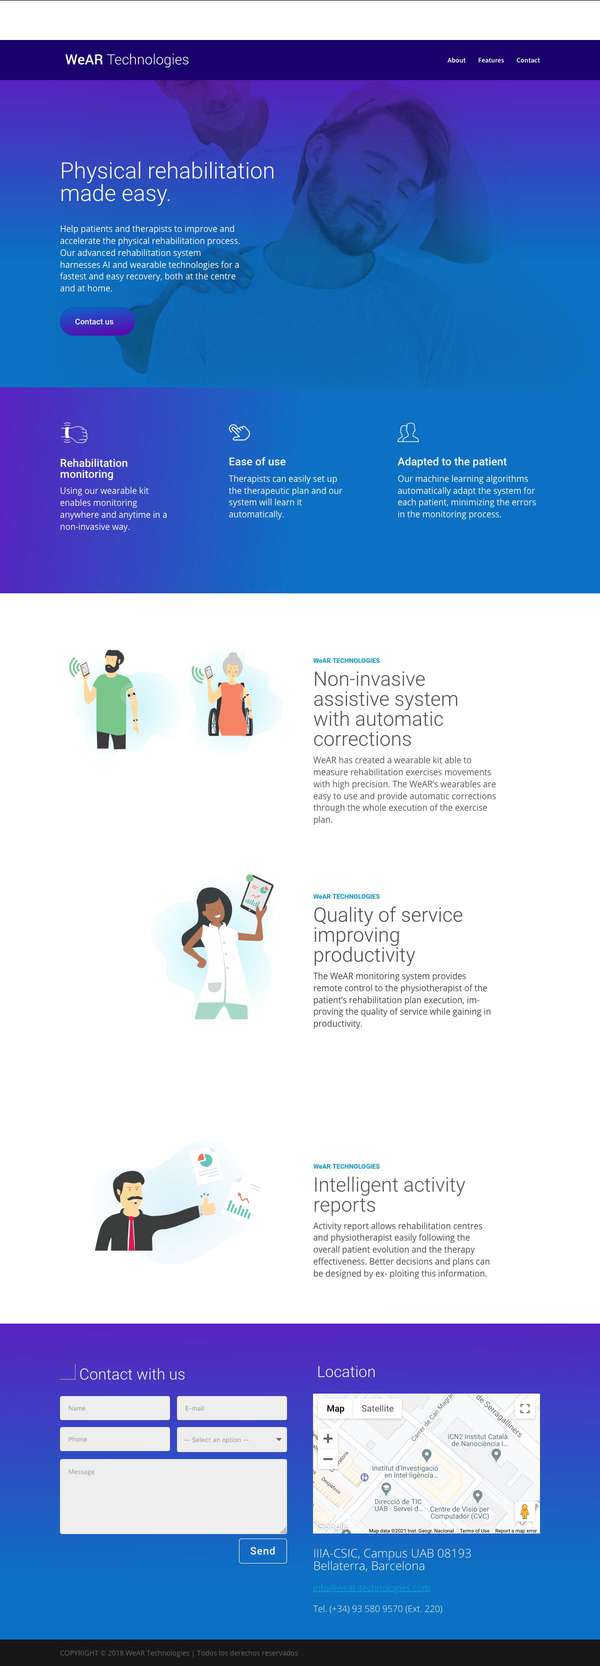 WeAR Technologies
About Features Contact
Physical rehabilitation
made easy.
Help patients and therapists to improve and
accelerate the physical rehabilitation process.
Our advanced rehabilitation system
harnesses AI and wearable technologies for a
fastest and easy recovery, both at the centre
and at home.
Contact us
Rehabilitation
monitoring
Using our wearable kit
enables monitoring
anywhere and anytime in a
non-invasive way.
Ease of use
Therapists can easily set up
the therapeutic plan and our
system will learn it
automatically.
Adapted to the patient
Our machine learning algorithms
automatically adapt the system for
each patient, minimizing the errors
in the monitoring process.
WeAR TECHNOLOGIES
Non-invasive
assistive system
with automatic
corrections
WeAR has created a wearable kit able to
measure rehabilitation exercises movements
with high precision. The WeAR's wearables are
easy to use and provide automatic corrections
through the whole execution of the exercise
plan.
WeAR TECHNOLOGIES
Quality of service
improving
productivity
The WeAR monitoring system provides
remote control to the physiotherapist of the
patient's rehabilitation plan execution, im-
proving the quality of service while gaining in
productivity.
WeAR TECHNOLOGIES
Intelligent activity
reports
Activity report allows rehabilitation centres
and physiotherapist easily following the
overall patient evolution and the therapy
effectiveness. Better decisions and plans can
be designed by ex- ploiting this information.
Contact with us
Name
E-mail
Phone
--- Select an option ---
Message
Send
Location
Map Satellite
Carrer de Can Magrà
de Serragalliners
ICN2 Institut Català
de Nanociència i...
Institut d'Investigació
en Intel·ligència...
Direcció de TIC
UAB - Servei d...
Centre de Visió per
Computador (CVC)
Google
Map data ©2021 Inst. Geogr. Nacional Terms of Use Report a map error
IIIA-CSIC, Campus UAB 08193
Bellaterra, Barcelona
info@wear-technologies.com
Tel. (+34) 93 580 9570 (Ext. 220)
COPYRIGHT © 2018 WeAR Technologies | Todos los derechos reservados